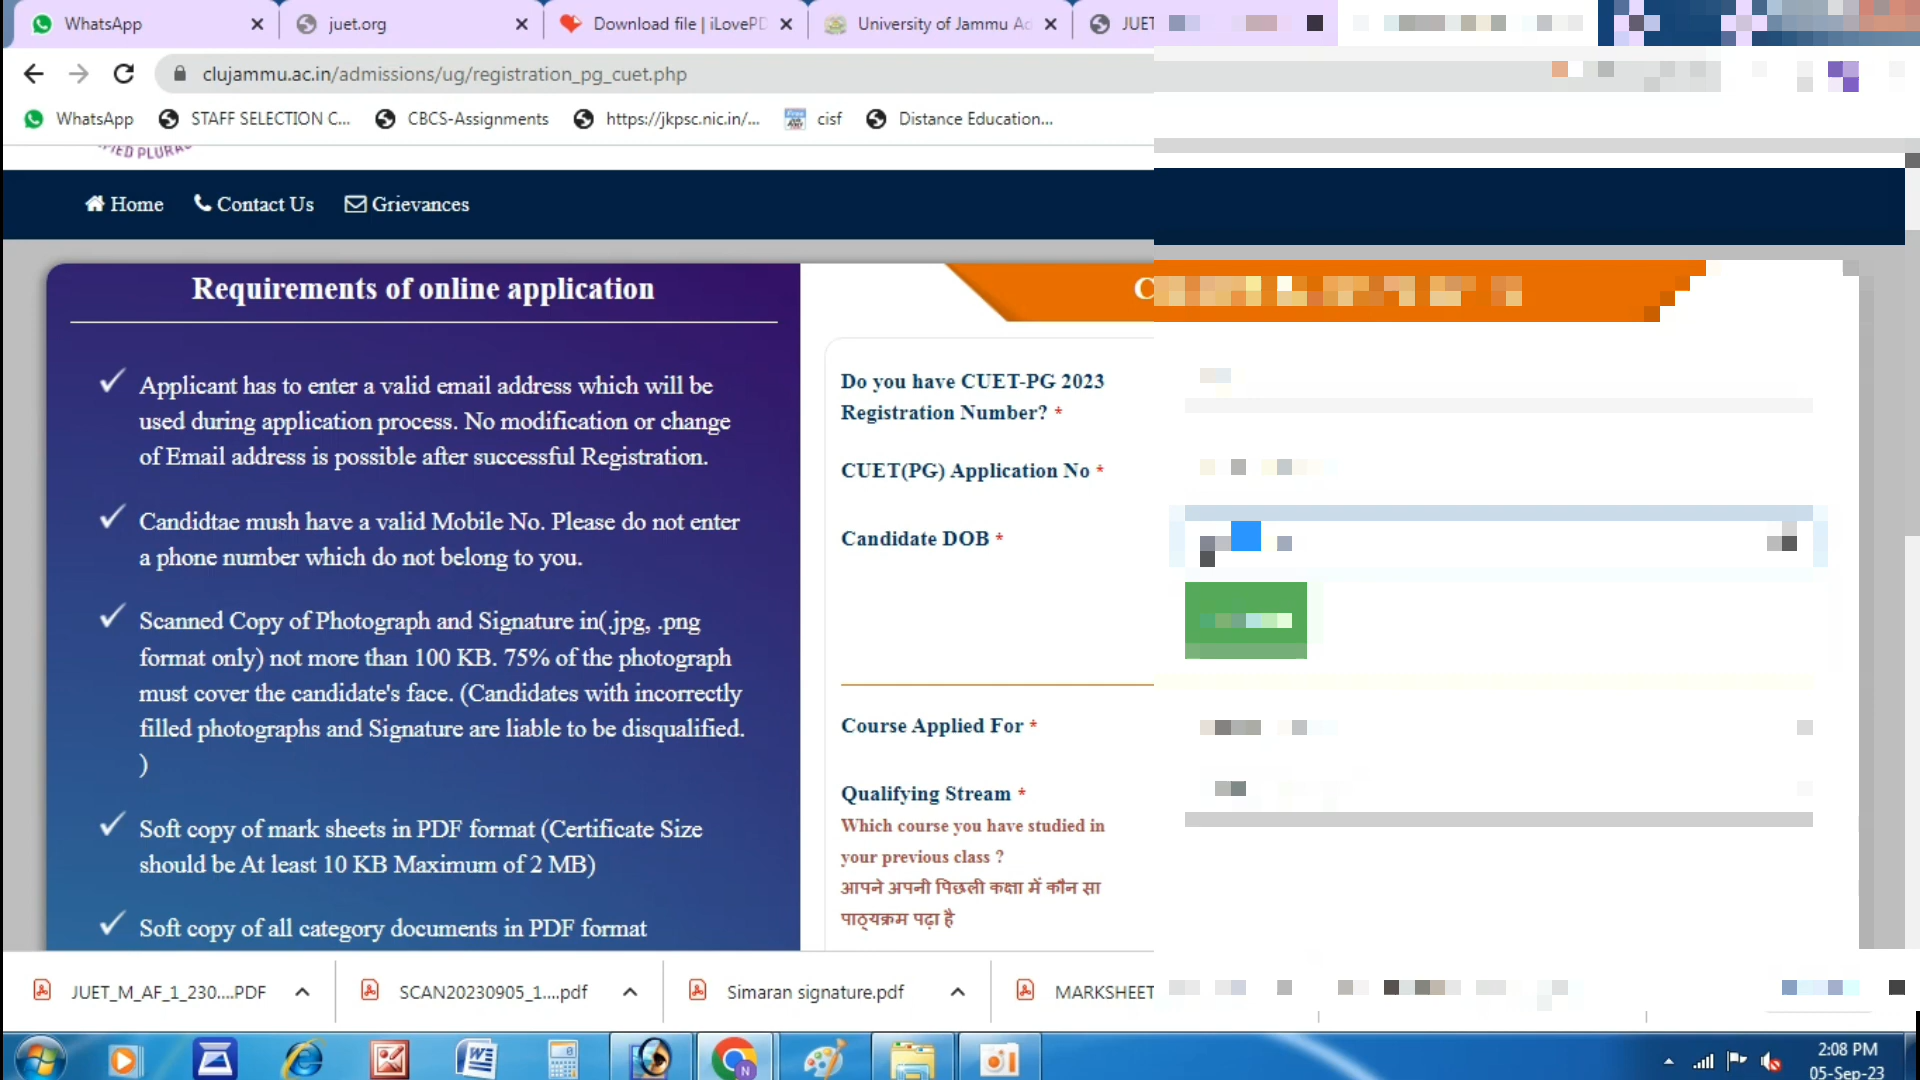 WhatsApp
juet.org
Download file | iLovePD
University of Jammu Ad
JUET
clujammu.ac.in/admissions/ug/registration_pg_cuet.php
WhatsApp
STAFF SELECTION C...
CBCS-Assignments
https://jkpsc.nic.in/...
cisf
Distance Education...
Home
Contact Us
Grievances
Requirements of online application
Applicant has to enter a valid email address which will be
used during application process. No modification or change
of Email address is possible after successful Registration.
Candidtae mush have a valid Mobile No. Please do not enter
a phone number which do not belong to you.
Scanned Copy of Photograph and Signature in(.jpg, .png
format only) not more than 100 KB. 75% of the photograph
must cover the candidate's face. (Candidates with incorrectly
filled photographs and Signature are liable to be disqualified.
)
Soft copy of mark sheets in PDF format (Certificate Size
should be At least 10 KB Maximum of 2 MB)
Soft copy of all category documents in PDF format
Do you have CUET-PG 2023
Registration Number? *
CUET(PG) Application No *
Candidate DOB *
Course Applied For *
Qualifying Stream *
Which course you have studied in
your previous class ?
आपने अपनी पिछली कक्षा में कौन सा
पाठ्यक्रम पढ़ा है
JUET_M_AF_1_230....PDF
SCAN20230905_1....pdf
Simaran signature.pdf
MARKSHEET
2:08 PM
05-Sep-23